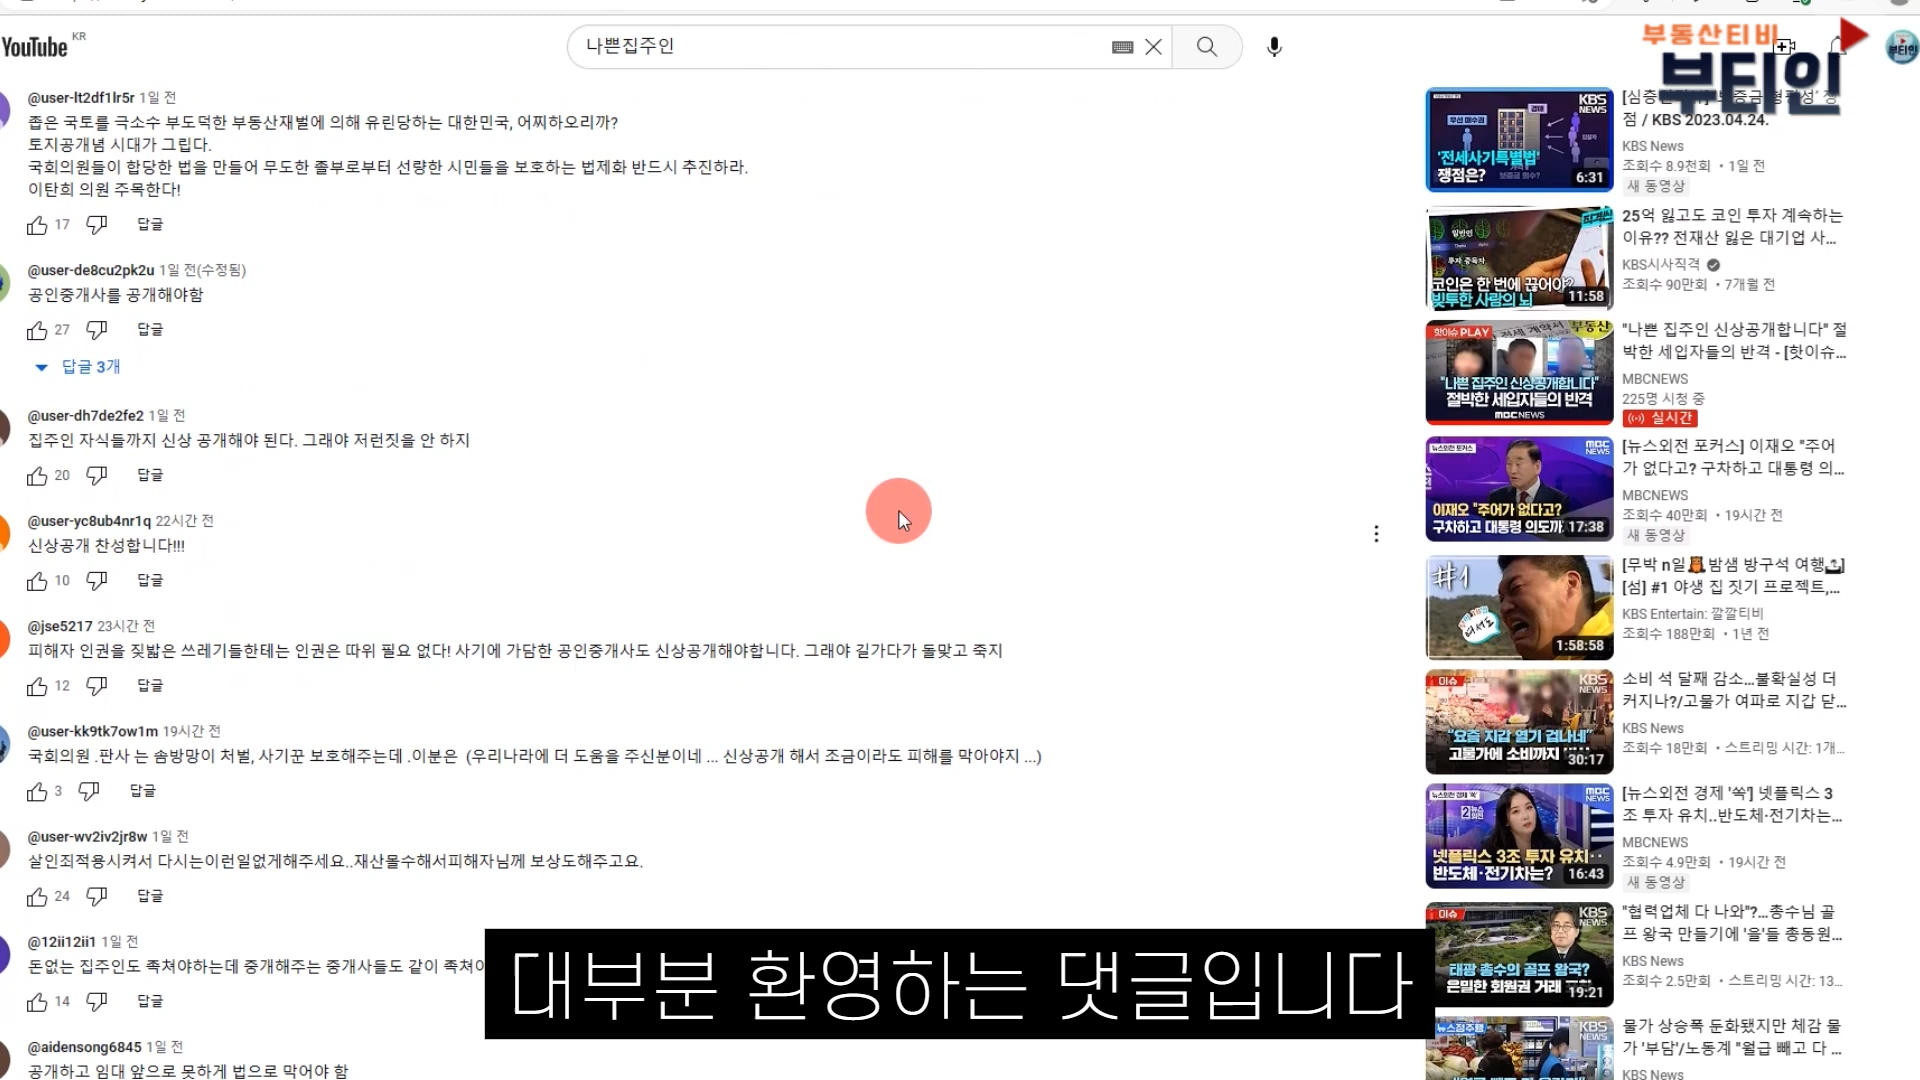 YouTube KR
나쁜집주인
부동산티비
부티인
@user-lt2df1lr5r 1일 전
좁은 국토를 극소수 부도덕한 부동산재벌에 의해 유린당하는 대한민국, 어찌하오리까?
토지공개념 시대가 그립다.
국회의원들이 합당한 법을 만들어 무도한 졸부로부터 선량한 시민들을 보호하는 법제화 반드시 추진하라.
이탄희 의원 주목한다!
17 답글
@user-de8cu2pk2u 1일 전(수정됨)
공인중개사를 공개해야함
27 답글
답글 3개
@user-dh7de2fe2 1일 전
집주인 자식들까지 신상 공개해야 된다. 그래야 저런짓을 안 하지
20 답글
@user-yc8ub4nr1q 22시간 전
신상공개 찬성합니다!!!
10 답글
@jse5217 23시간 전
피해자 인권을 짖밟은 쓰레기들한테는 인권은 따위 필요 없다! 사기에 가담한 공인중개사도 신상공개해야합니다. 그래야 길가다가 돌맞고 죽지
12 답글
@user-kk9tk7ow1m 19시간 전
국회의원 .판사 는 솜방망이 처벌, 사기꾼 보호해주는데 .이분은 (우리나라에 더 도움을 주신분이네 ... 신상공개 해서 조금이라도 피해를 막아야지 ...)
3 답글
@user-wv2iv2jr8w 1일 전
살인죄적용시켜서 다시는이런일없게해주세요..재산몰수해서피해자님께 보상도해주고요.
24 답글
@12ii12ii1 1일 전
돈없는 집주인도 족쳐야하는데 중개해주는 중개사들도 같이 족쳐야
14 답글
@aidensong6845 1일 전
공개하고 임대 앞으로 못하게 법으로 막어야 함
대부분 환영하는 댓글입니다
KBS NEWS
'전세사기특별법'
쟁점은?
6:31
점 / KBS 2023.04.24.
KBS News
조회수 8.9천회 • 1일 전
새 동영상
코인은 한 번에 끊어야?
빚투한 사람의 뇌
11:58
25억 잃고도 코인 투자 계속하는
이유?? 전재산 잃은 대기업 사...
KBS시사직격
조회수 90만회 • 7개월 전
핫이슈 PLAY
"나쁜 집주인 신상공개합니다"
절박한 세입자들의 반격
MBC NEWS
"나쁜 집주인 신상공개합니다" 절
박한 세입자들의 반격 - [핫이슈...
MBCNEWS
225명 시청 중
실시간
뉴스외전 포커스
MBC NEWS
이재오 "주어가 없다고?
구차하고 대통령 의도까
17:38
[뉴스외전 포커스] 이재오 "주어
가 없다고? 구차하고 대통령 의...
MBCNEWS
조회수 40만회 • 19시간 전
새 동영상
#1
여서도
1:58:58
[무박 n일 밤샘 방구석 여행]
[섬] #1 야생 집 짓기 프로젝트,...
KBS Entertain: 깔깔티비
조회수 188만회 • 1년 전
이슈
KBS NEWS
"요즘 지갑 열기 겁나네"
고물가에 소비까지
30:17
소비 석 달째 감소...불확실성 더
커지나?/고물가 여파로 지갑 닫...
KBS News
조회수 18만회 • 스트리밍 시간: 1개...
MBC NEWS
넷플릭스 3조 투자 유치··
반도체·전기차는?
16:43
[뉴스외전 경제 '쏙'] 넷플릭스 3
조 투자 유치..반도체·전기차는...
MBCNEWS
조회수 4.9만회 • 19시간 전
새 동영상
이슈
KBS NEWS
태광 총수의 골프 왕국?
은밀한 회원권 거래
19:21
"협력업체 다 나와"?...총수님 골
프 왕국 만들기에 '을'들 총동원...
KBS News
조회수 2.5만회 • 스트리밍 시간: 13...
KBS NEWS
물가 상승폭 둔화됐지만 체감 물
가 '부담'/노동계 "월급 빼고 다 ...
KBS News